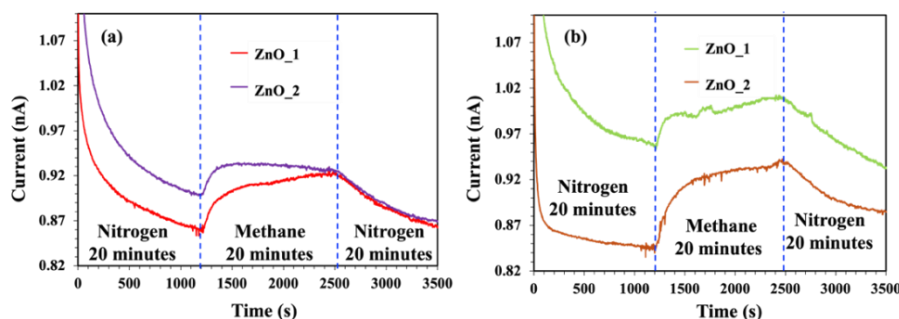 (a)
ZnO_1
ZnO_2
Current (nA)
1.07
1.02
0.97
0.92
0.87
0.82
Nitrogen
20 minutes
Methane
20 minutes
Nitrogen
20 minutes
0 500 1000 1500 2000 2500 3000 3500
Time (s)
(b)
ZnO_1
ZnO_2
Current (nA)
1.07
1.02
0.97
0.92
0.87
0.82
Nitrogen
20 minutes
Methane
20 minutes
Nitrogen
20 minutes
0 500 1000 1500 2000 2500 3000 3500
Time (s)